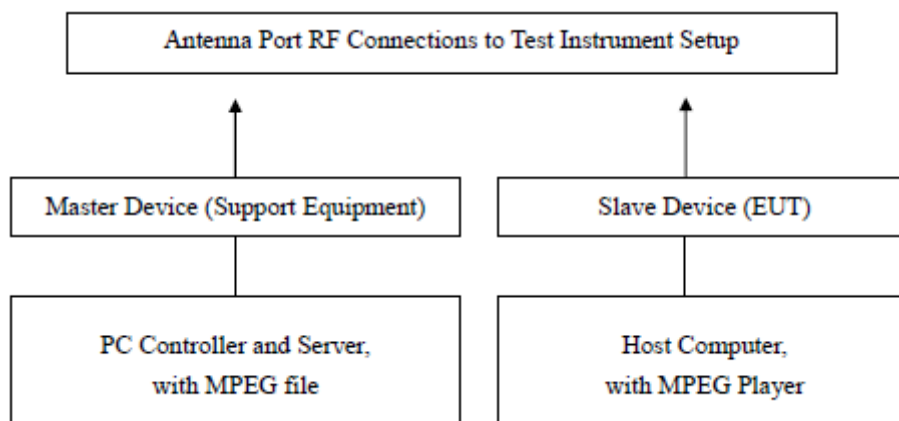 Antenna Port RF Connections to Test Instrument Setup
Master Device (Support Equipment)
Slave Device (EUT)
PC Controller and Server,
with MPEG file
Host Computer,
with MPEG Player